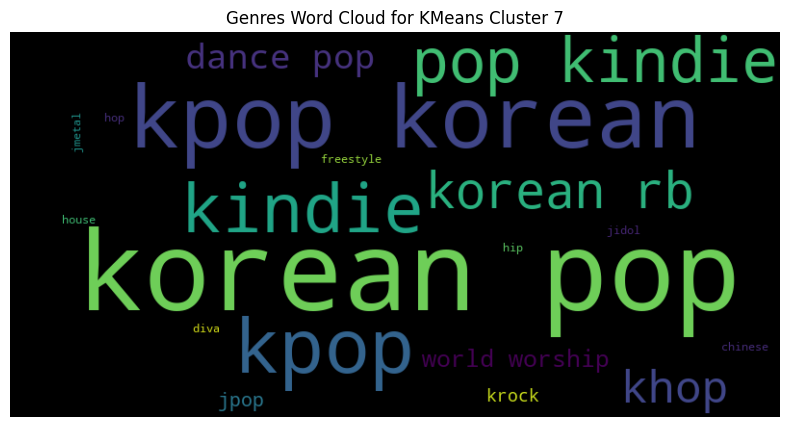 Genres Word Cloud for KMeans Cluster 7
dance pop
pop kindie
kpop korean
hop
jmetal
freestyle
kindie
korean rb
house
jidol
korean pop
hip
diva
kpop
world worship
chinese
jpop
krock
khop